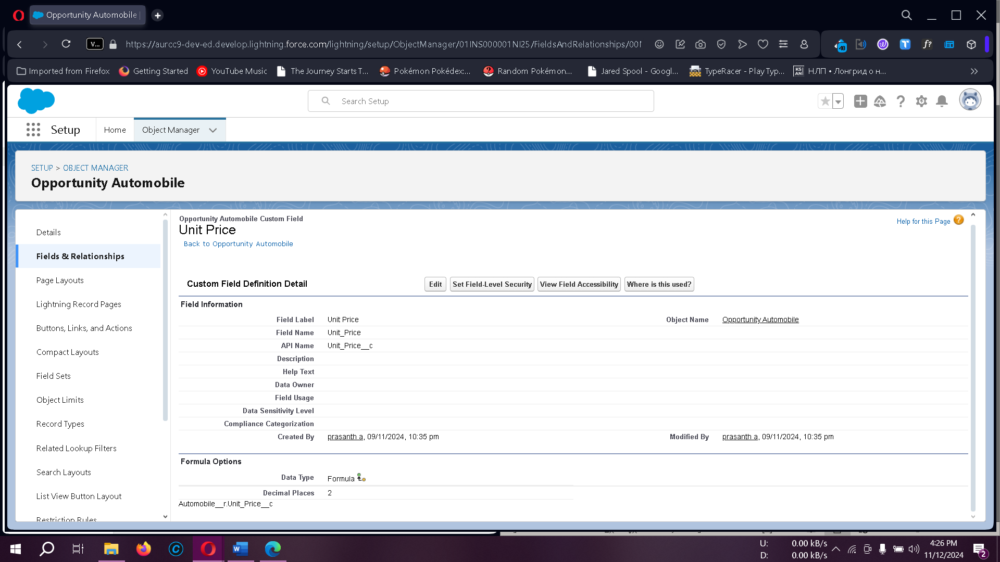 Opportunity Automobile |
V...
https://aurcc9-dev-ed.develop.lightning.force.com/lightning/setup/ObjectManager/01INS000001NI25/FieldsAndRelationships/00N
40
f?
Imported from Firefox
Getting Started
YouTube Music
The Journey Starts T...
Pokémon Pokédex:...
Random Pokémon...
Jared Spool - Googl...
TypeRacer - Play Typ...
KS
ANI
НЛП • Лонгрид о н...
Search Setup
Setup
Home
Object Manager
SETUP > OBJECT MANAGER
Opportunity Automobile
Details
Fields & Relationships
Page Layouts
Lightning Record Pages
Buttons, Links, and Actions
Compact Layouts
Field Sets
Object Limits
Record Types
Related Lookup Filters
Search Layouts
List View Button Layout
Restriction Rules
Opportunity Automobile Custom Field
Unit Price
Back to Opportunity Automobile
Help for this Page
Custom Field Definition Detail
Edit
Set Field-Level Security
View Field Accessibility
Where is this used?
Field Information
Field Label Unit Price
Object Name Opportunity Automobile
Field Name Unit_Price
API Name Unit_Price__c
Description
Help Text
Data Owner
Field Usage
Data Sensitivity Level
Compliance Categorization
Created By prasanth a, 09/11/2024, 10:35 pm
Modified By prasanth a, 09/11/2024, 10:35 pm
Formula Options
Data Type Formula
Decimal Places 2
Automobile__r.Unit_Price__c
U: 0.00 kB/s
D: 0.00 kB/s
4:26 PM
11/12/2024
2